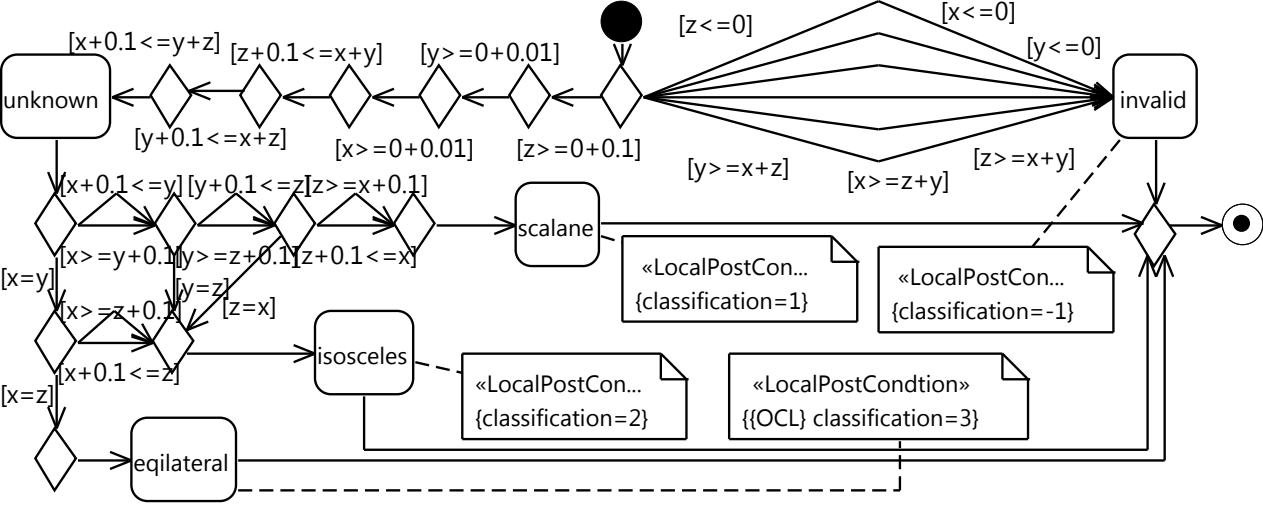 [z<=0]
[x<=0]
[y<=0]
[x+0.1<=y+z]
[z+0.1<=x+y]
[y>=0+0.01]
unknown
invalid
[y+0.1<=x+z]
[x>=0+0.01]
[z>=0+0.1]
[y>=x+z]
[x>=z+y]
[z>=x+y]
[x+0.1<=y]
[y+0.1<=z]
[z>=x+0.1]
scalane
[x>=y+0.1]
[y>=z+0.1]
[z+0.1<=x]
[x=y]
[y=z]
[z=x]
«LocalPostCon...
{classification=1}
«LocalPostCon...
{classification=-1}
[x>=z+0.1]
isosceles
[x+0.1<=z]
[x=z]
«LocalPostCon...
{classification=2}
«LocalPostCondtion»
{{OCL} classification=3}
eqilateral